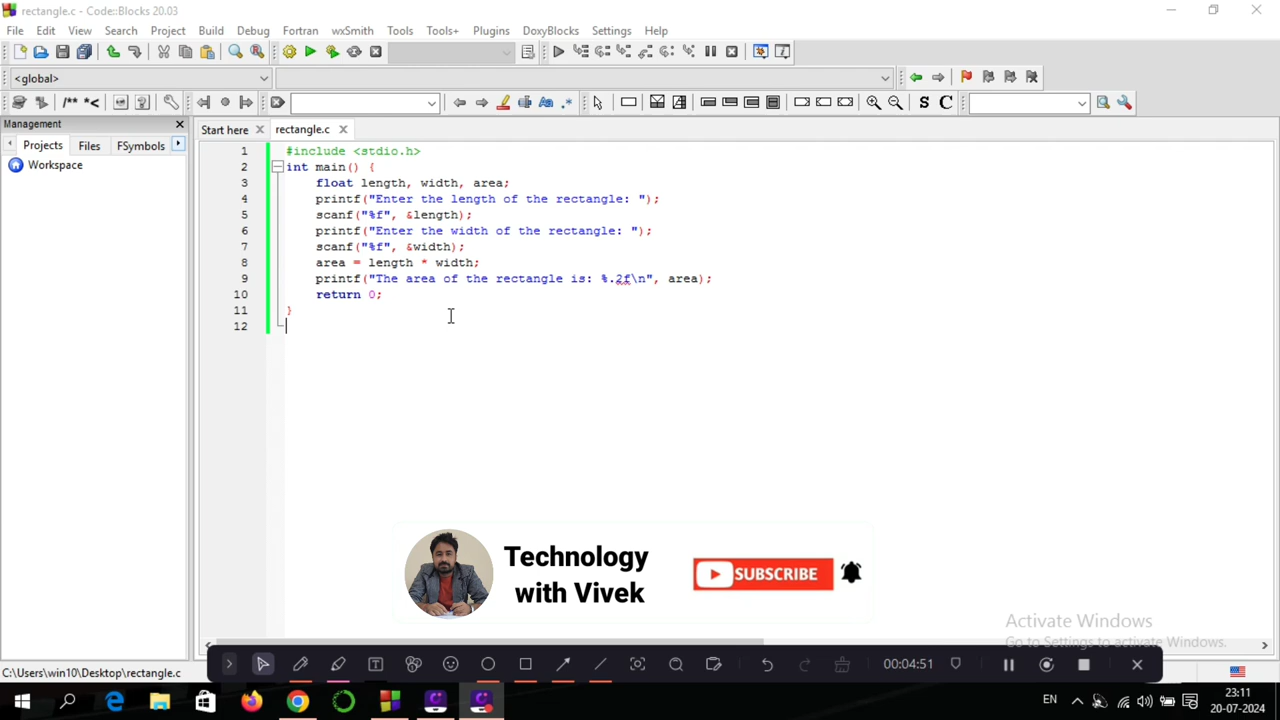 rectangle.c - Code::Blocks 20.03
File Edit View Search Project Build Debug Fortran wxSmith Tools Tools+ Plugins DoxyBlocks Settings Help
<global>
/** *<
S C
Management
Start here
rectangle.c
Projects Files FSymbols
Workspace
1 #include <stdio.h>
2 int main() {
3 float length, width, area;
4 printf("Enter the length of the rectangle: ");
5 scanf("%f", &length);
6 printf("Enter the width of the rectangle: ");
7 scanf("%f", &width);
8 area = length * width;
9 printf("The area of the rectangle is: %.2f\n", area);
10 return 0;
11 }
12
Technology
with Vivek
SUBSCRIBE
Activate Windows
Go to Settings to activate Windows.
00:04:51
C:\Users\win10\Desktop\rectangle.c
EN
23:11
20-07-2024